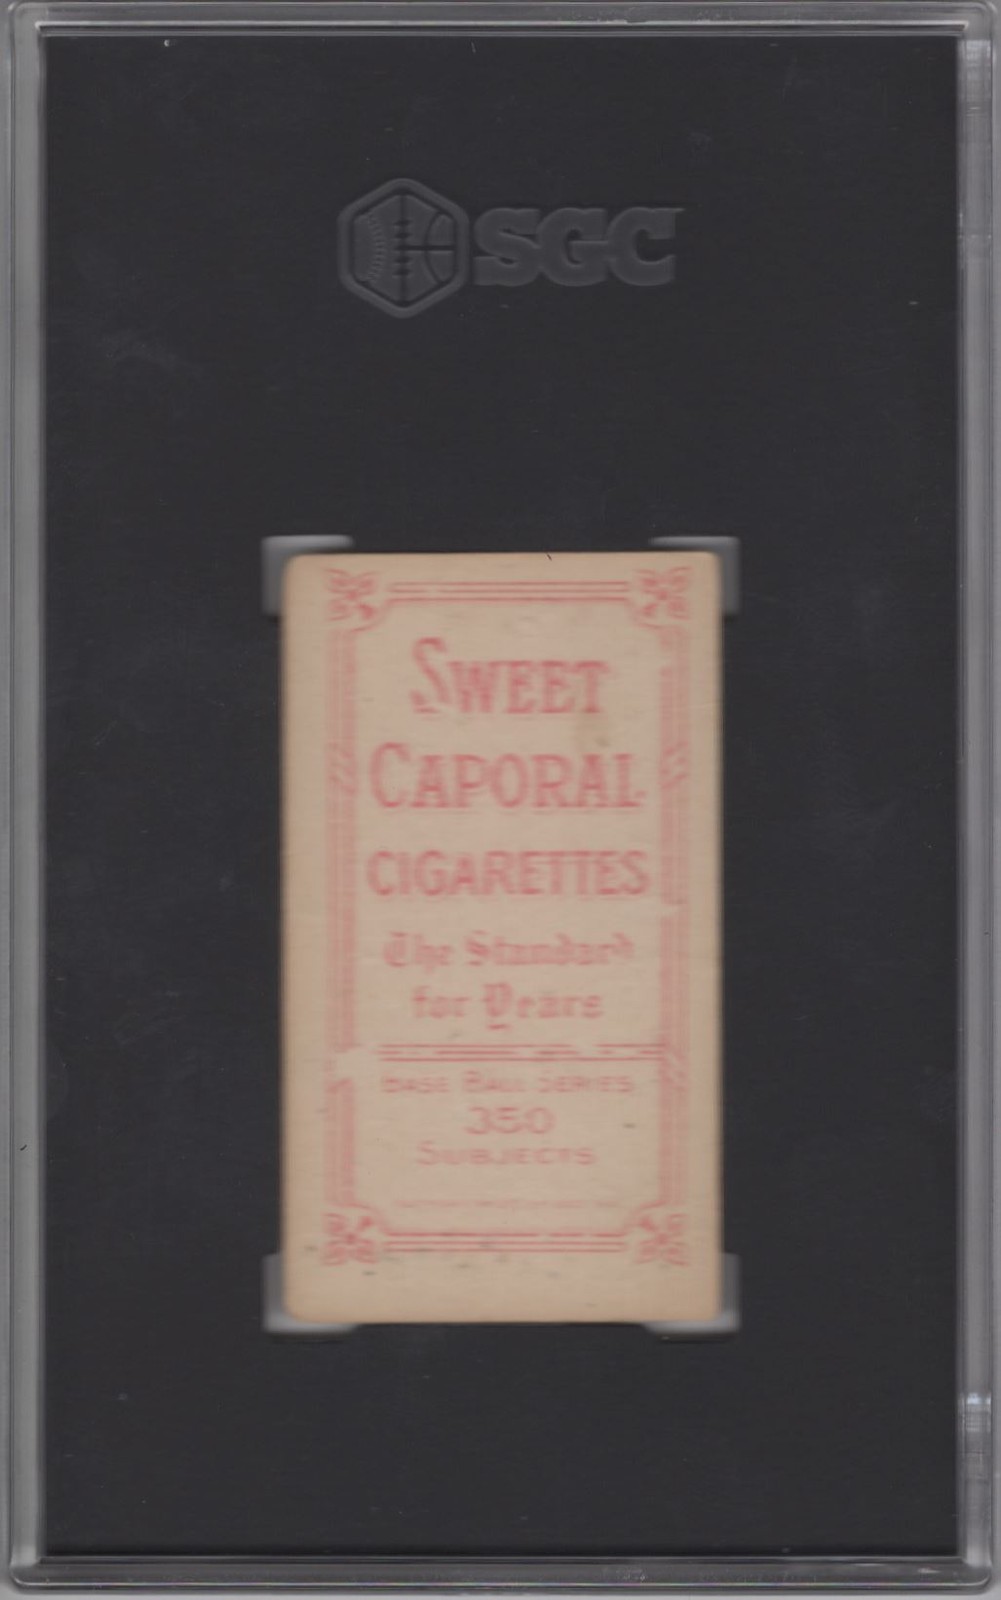 SGC
SWEET
CAPORAL
CIGARETTES
The Standard
for Years
BASE BALL SERIES
350
SUBJECTS